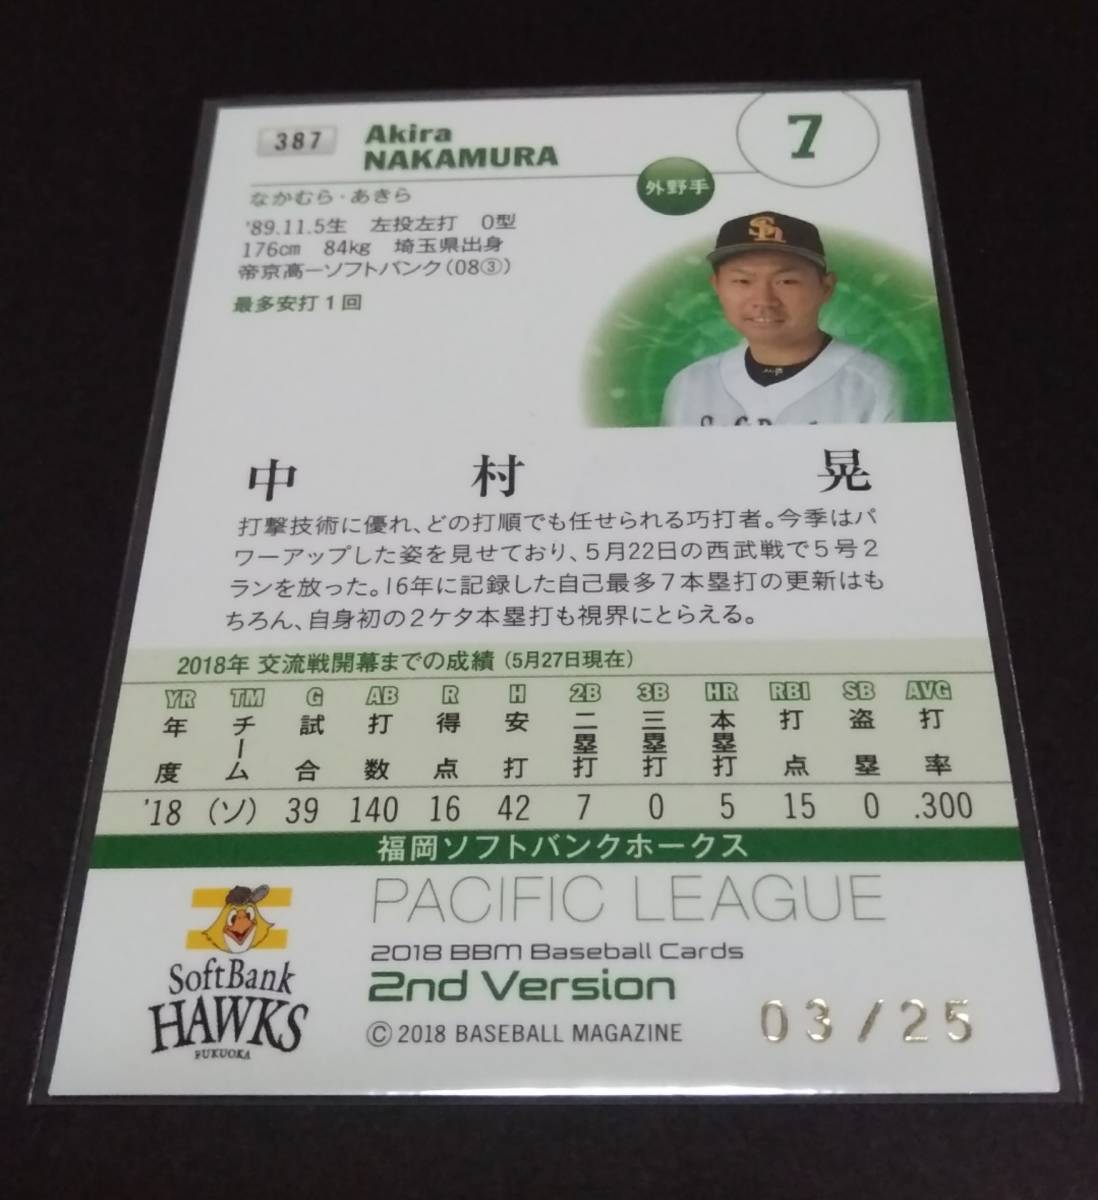 387
Akira
NAKAMURA
7
外野手
なかむら・あきら
'89.11.5生 左投左打 O型
176cm 84kg 埼玉県出身
帝京高―ソフトバンク(08③)
最多安打1回
中村晃
打撃技術に優れ、どの打順でも任せられる巧打者。今季はパ
ワーアップした姿を見せており、5月22日の西武戦で5号2
ランを放った。16年に記録した自己最多7本塁打の更新はも
ちろん、自身初の2ケタ本塁打も視界にとらえる。
2018年 交流戦開幕までの成績 (5月27日現在)
YR TM G AB R H 2B 3B HR RBI SB AVG
年度 チーム 試合 打数 得点 安打 二塁打 三塁打 本塁打 打点 盗塁 打率
'18 (ソ) 39 140 16 42 7 0 5 15 0 .300
福岡ソフトバンクホークス
PACIFIC LEAGUE
2018 BBM Baseball Cards
2nd Version
© 2018 BASEBALL MAGAZINE
03/25
SoftBank
HAWKS
FUKUOKA